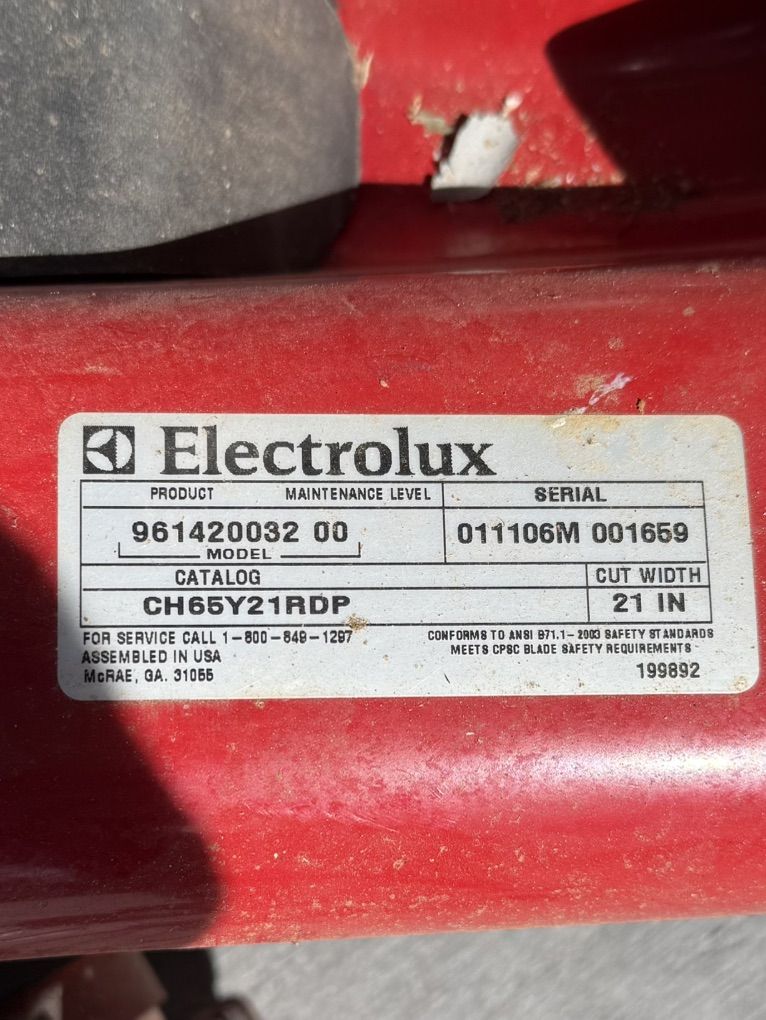 Electrolux
PRODUCT MAINTENANCE LEVEL SERIAL
961420032 00 011106M 001659
MODEL
CATALOG CUT WIDTH
CH65Y21RDP 21 IN
FOR SERVICE CALL 1-800-849-1297
ASSEMBLED IN USA
McRAE, GA. 31055
CONFORMS TO ANSI B71.1-2003 SAFETY STANDARDS
MEETS CPSC BLADE SAFETY REQUIREMENTS
199892